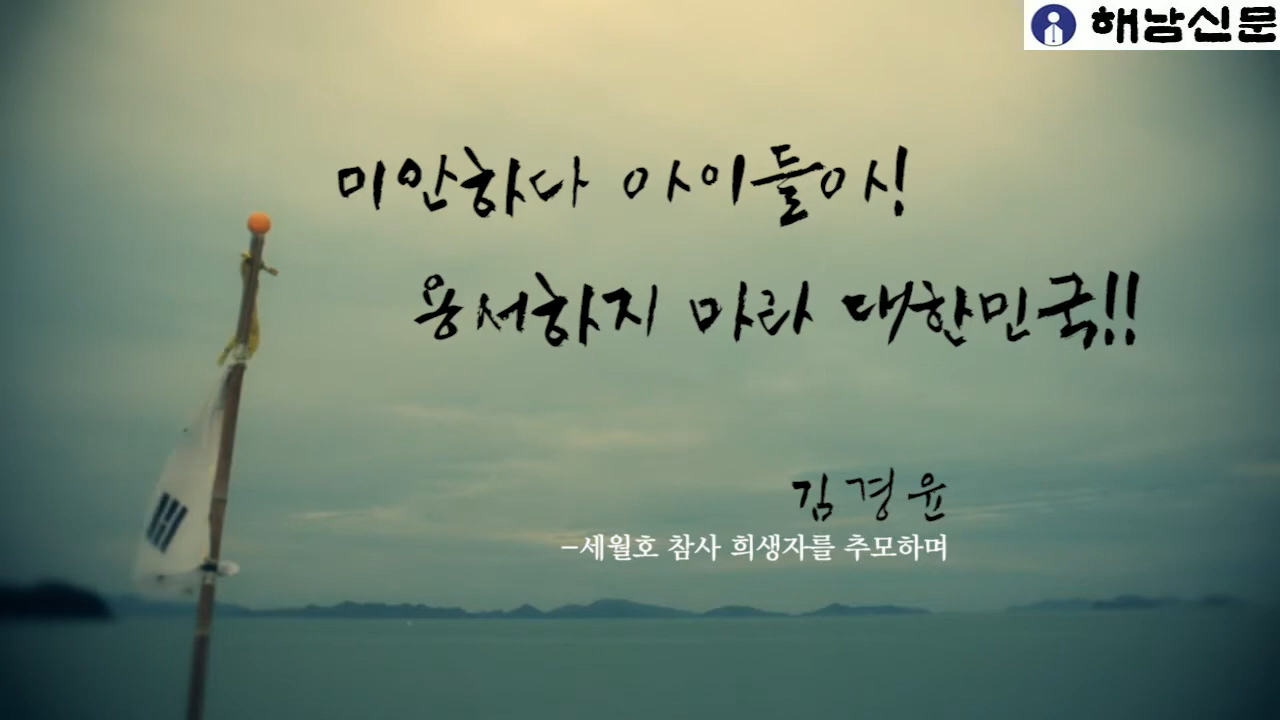 해남신문
미안하다 아이들아!
용서하지 마라 대한민국!!
김경윤
-세월호 참사 희생자를 추모하며